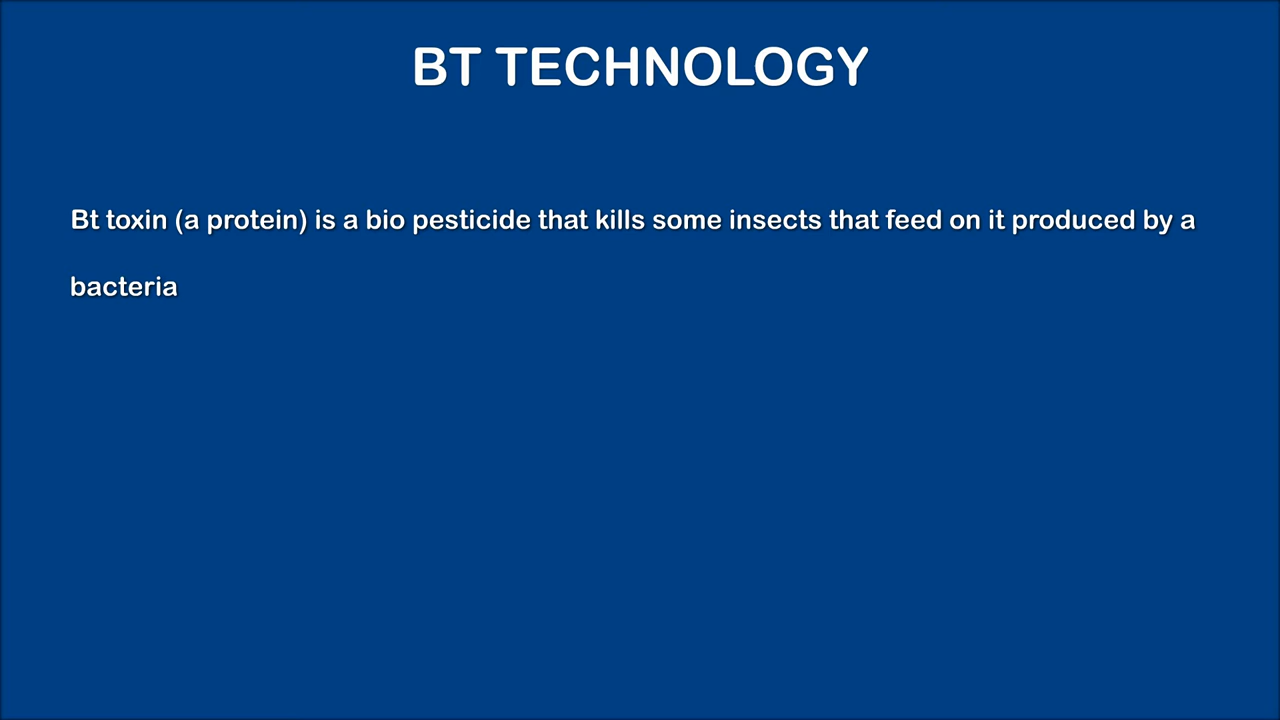 BT TECHNOLOGY
Bt toxin (a protein) is a bio pesticide that kills some insects that feed on it produced by a
bacteria